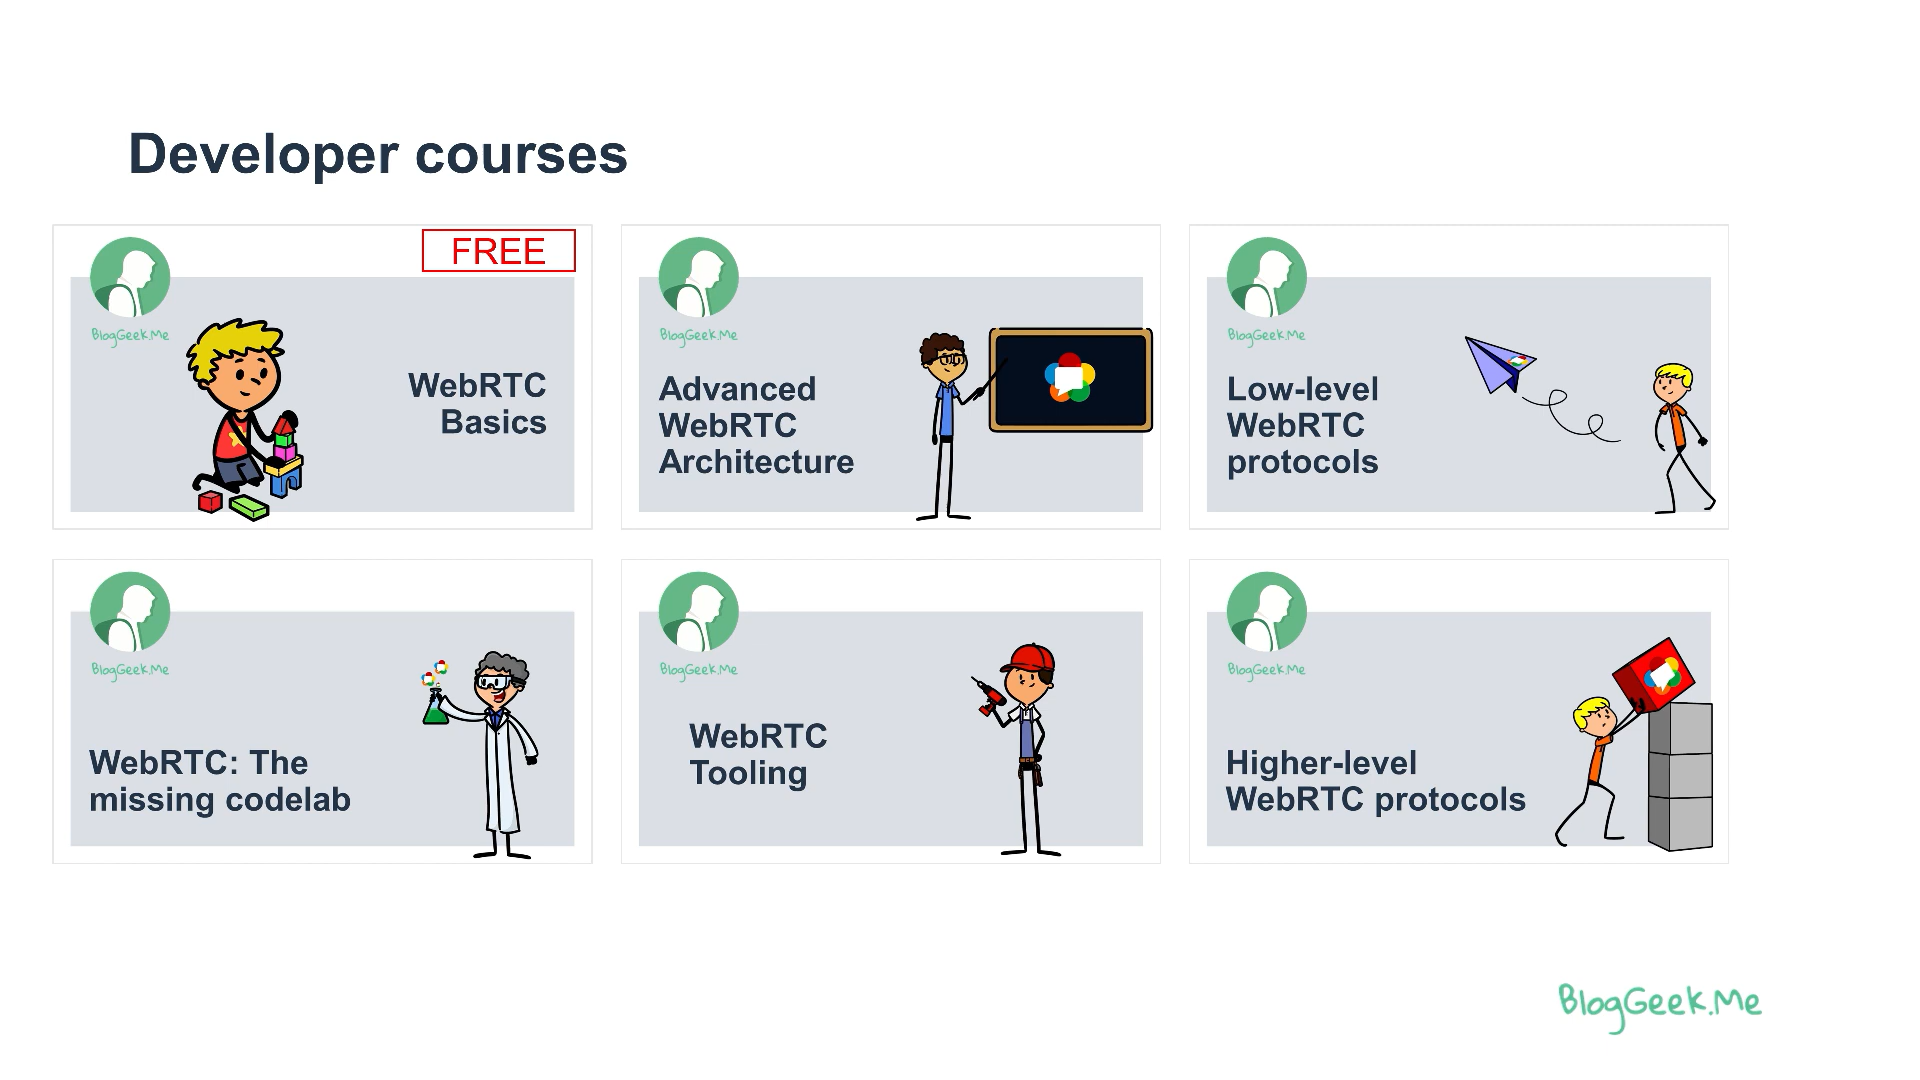 Developer courses
FREE
BlogGeek.Me
WebRTC
Basics
BlogGeek.Me
Advanced
WebRTC
Architecture
BlogGeek.Me
Low-level
WebRTC
protocols
BlogGeek.Me
WebRTC: The
missing codelab
BlogGeek.Me
WebRTC
Tooling
BlogGeek.Me
Higher-level
WebRTC protocols
BlogGeek.Me